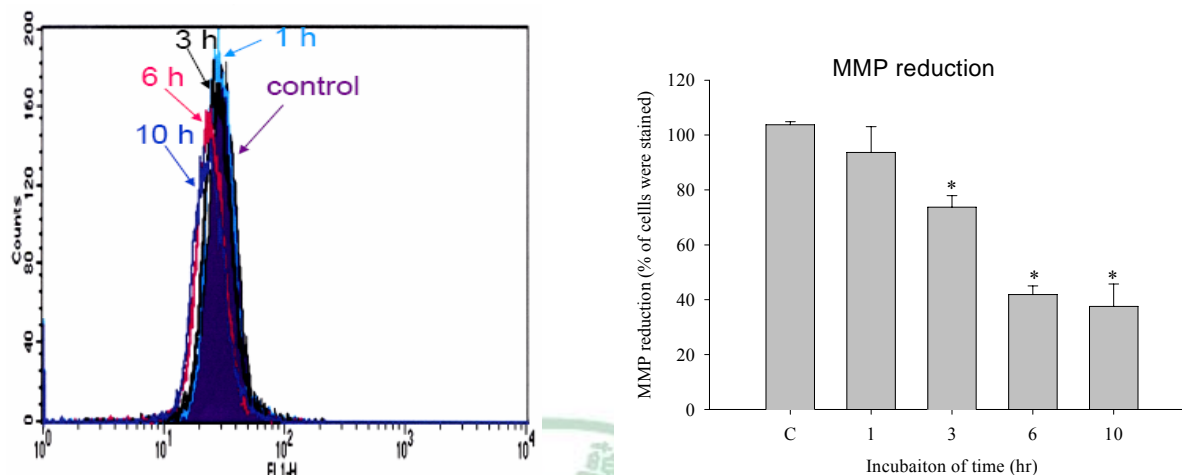 200
160
120
80
40
0
Counts
3 h
1 h
6 h
control
10 h
10^0
10^1
10^2
10^3
10^4
FL1-H
MMP reduction
MMP reduction (% of cellls were stained)
120
100
80
60
40
20
0
*
*
*
C
1
3
6
10
Incubaiton of time (hr)